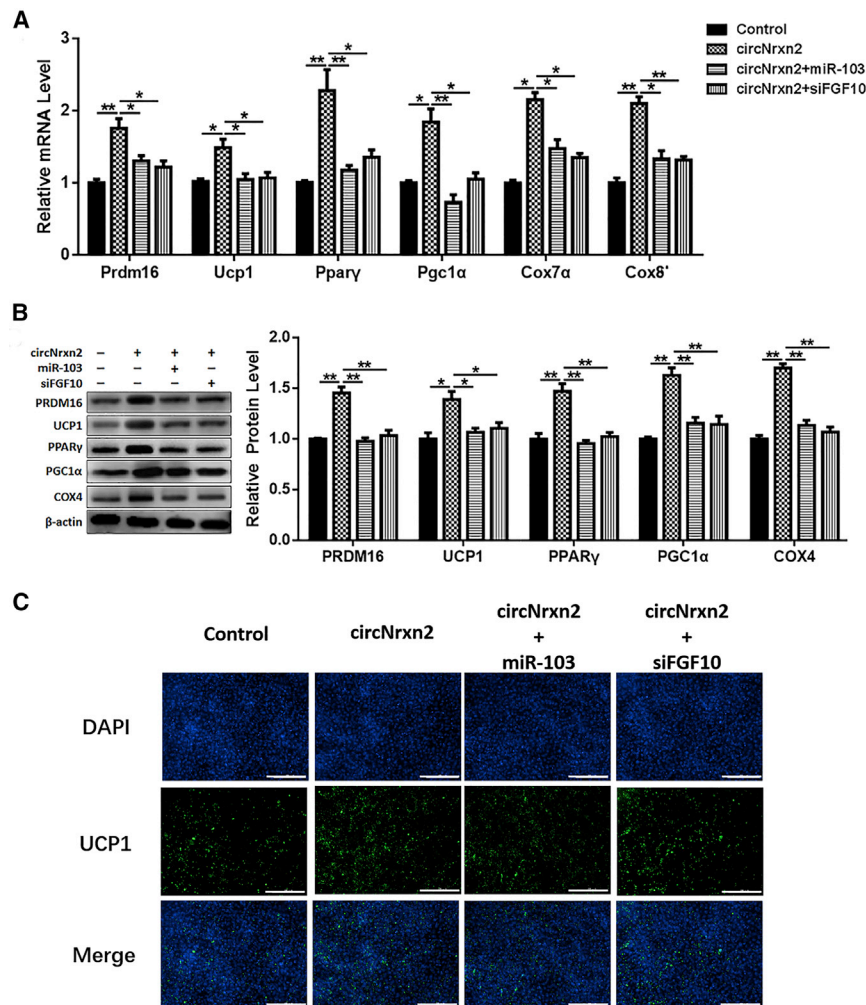 A
Relative mRNA Level
3
2
1
0
** * *
* * *
** ** *
* ** *
* * *
** * **
Prdm16 Ucp1 Pparγ Pgc1α Cox7α Cox8'
Control
circNrxn2
circNrxn2+miR-103
circNrxn2+siFGF10
B
circNrxn2 – + + +
miR-103 – – + –
siFGF10 – – – +
PRDM16
UCP1
PPARγ
PGC1α
COX4
β-actin
Relative Protein Level
2.0
1.5
1.0
0.5
0.0
** ** **
* * *
** ** **
** ** **
** ** **
PRDM16 UCP1 PPARγ PGC1α COX4
C
Control circNrxn2 circNrxn2 + miR-103 circNrxn2 + siFGF10
DAPI
UCP1
Merge